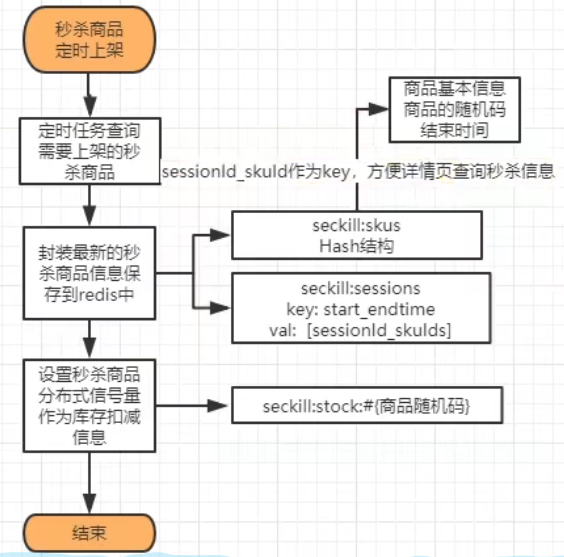 秒杀商品
定时上架
商品基本信息
商品的随机码
结束时间
定时任务查询
需要上架的秒
杀商品
sessionId_skuId作为key，方便详情页查询秒杀信息
seckill:skus
Hash结构
封装最新的秒
杀商品信息保
存到redis中
seckill:sessions
key: start_endtime
val: [sessionId_skuIds]
设置秒杀商品
分布式信号量
作为库存扣减
信息
seckill:stock:#{商品随机码}
结束